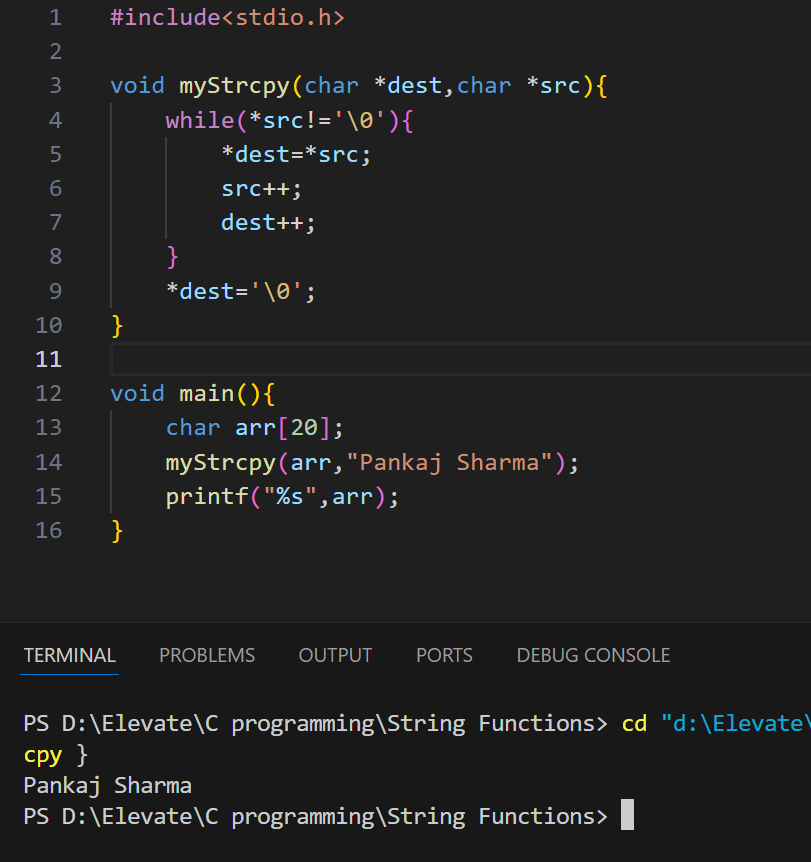 1 #include<stdio.h>
2
3 void myStrcpy(char *dest,char *src){
4 while(*src!='\0'){
5 *dest=*src;
6 src++;
7 dest++;
8 }
9 *dest='\0';
10 }
11
12 void main(){
13 char arr[20];
14 myStrcpy(arr,"Pankaj Sharma");
15 printf("%s",arr);
16 }
TERMINAL PROBLEMS OUTPUT PORTS DEBUG CONSOLE
PS D:\Elevate\C programming\String Functions> cd "d:\Elevate\
cpy }
Pankaj Sharma
PS D:\Elevate\C programming\String Functions>